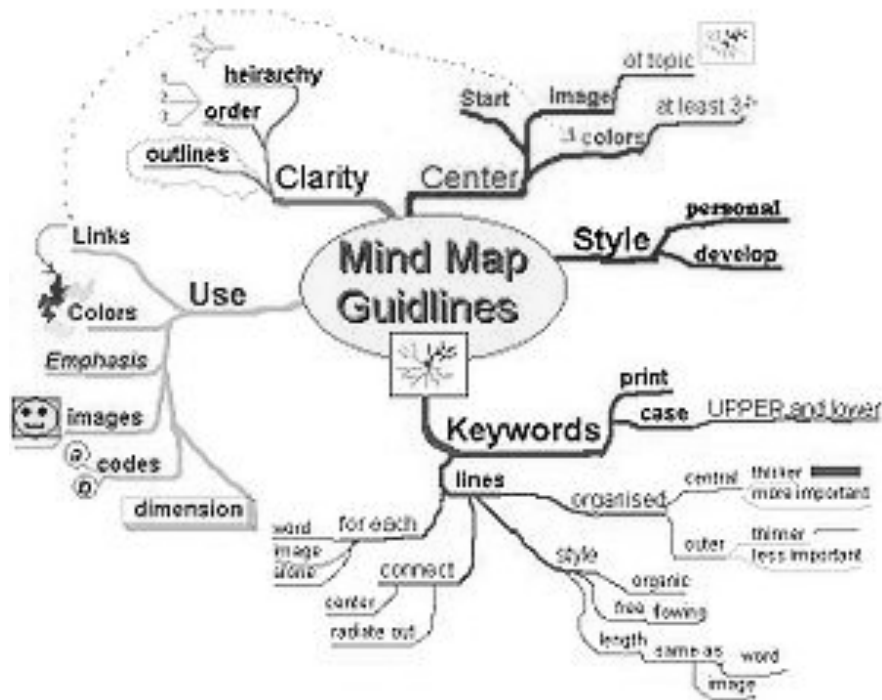 Mind Map
Guidlines
Center
Start
image
of topic
colors
at least 3
Style
personal
develop
Keywords
print
case
UPPER and lower
lines
organised
central
thicker
more important
outer
thinner
less important
style
organic
free flowing
length
same as
word
image
connect
center
radiate out
for each
word
image
alone
Use
Links
Colors
Emphasis
images
codes
a
b
dimension
Clarity
heirarchy
order
1
2
3
outlines